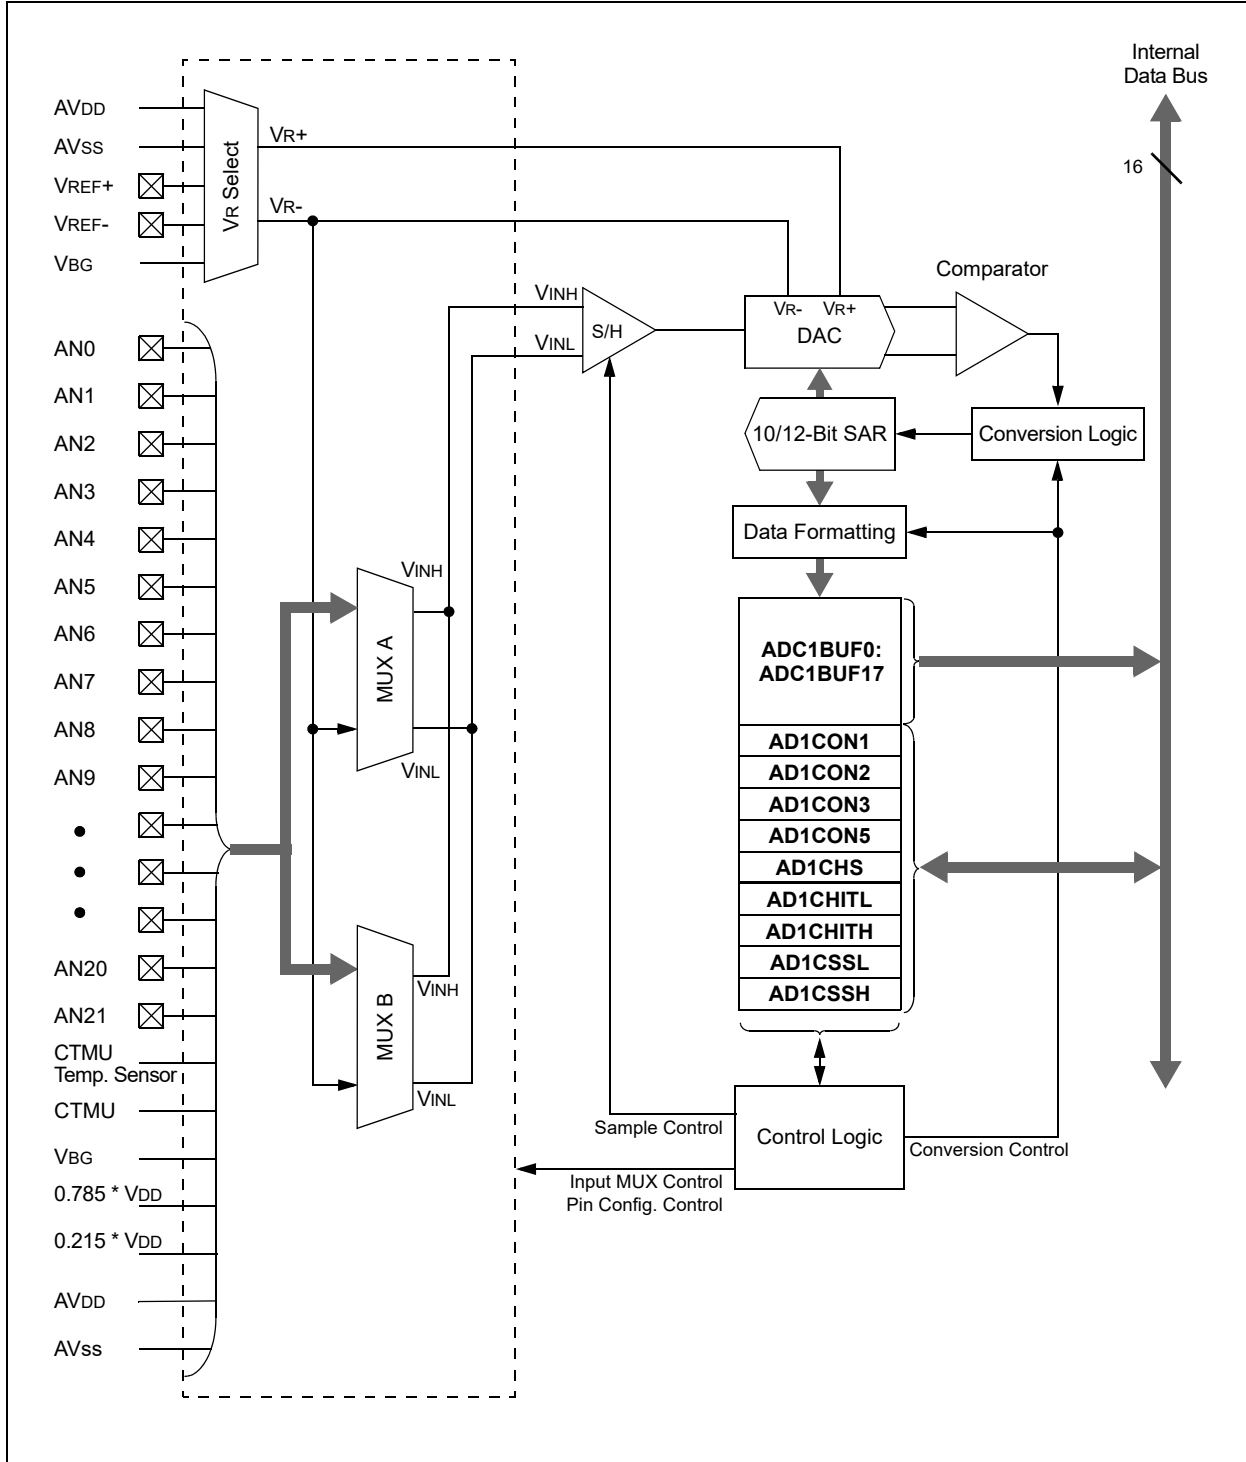 Internal
Data Bus
16
AVDD
AVSS
VREF+
VREF-
VBG
VR Select
VR+
VR-
AN0
AN1
AN2
AN3
AN4
AN5
AN6
AN7
AN8
AN9
AN20
AN21
CTMU
Temp. Sensor
CTMU
VBG
0.785 * VDD
0.215 * VDD
AVDD
AVss
VINH
MUX A
VINL
MUX B
VINH
VINL
VINH
VINL
S/H
VR- VR+
DAC
Comparator
10/12-Bit SAR
Conversion Logic
Data Formatting
ADC1BUF0:
ADC1BUF17
AD1CON1
AD1CON2
AD1CON3
AD1CON5
AD1CHS
AD1CHITL
AD1CHITH
AD1CSSL
AD1CSSH
Control Logic
Sample Control
Conversion Control
Input MUX Control
Pin Config. Control